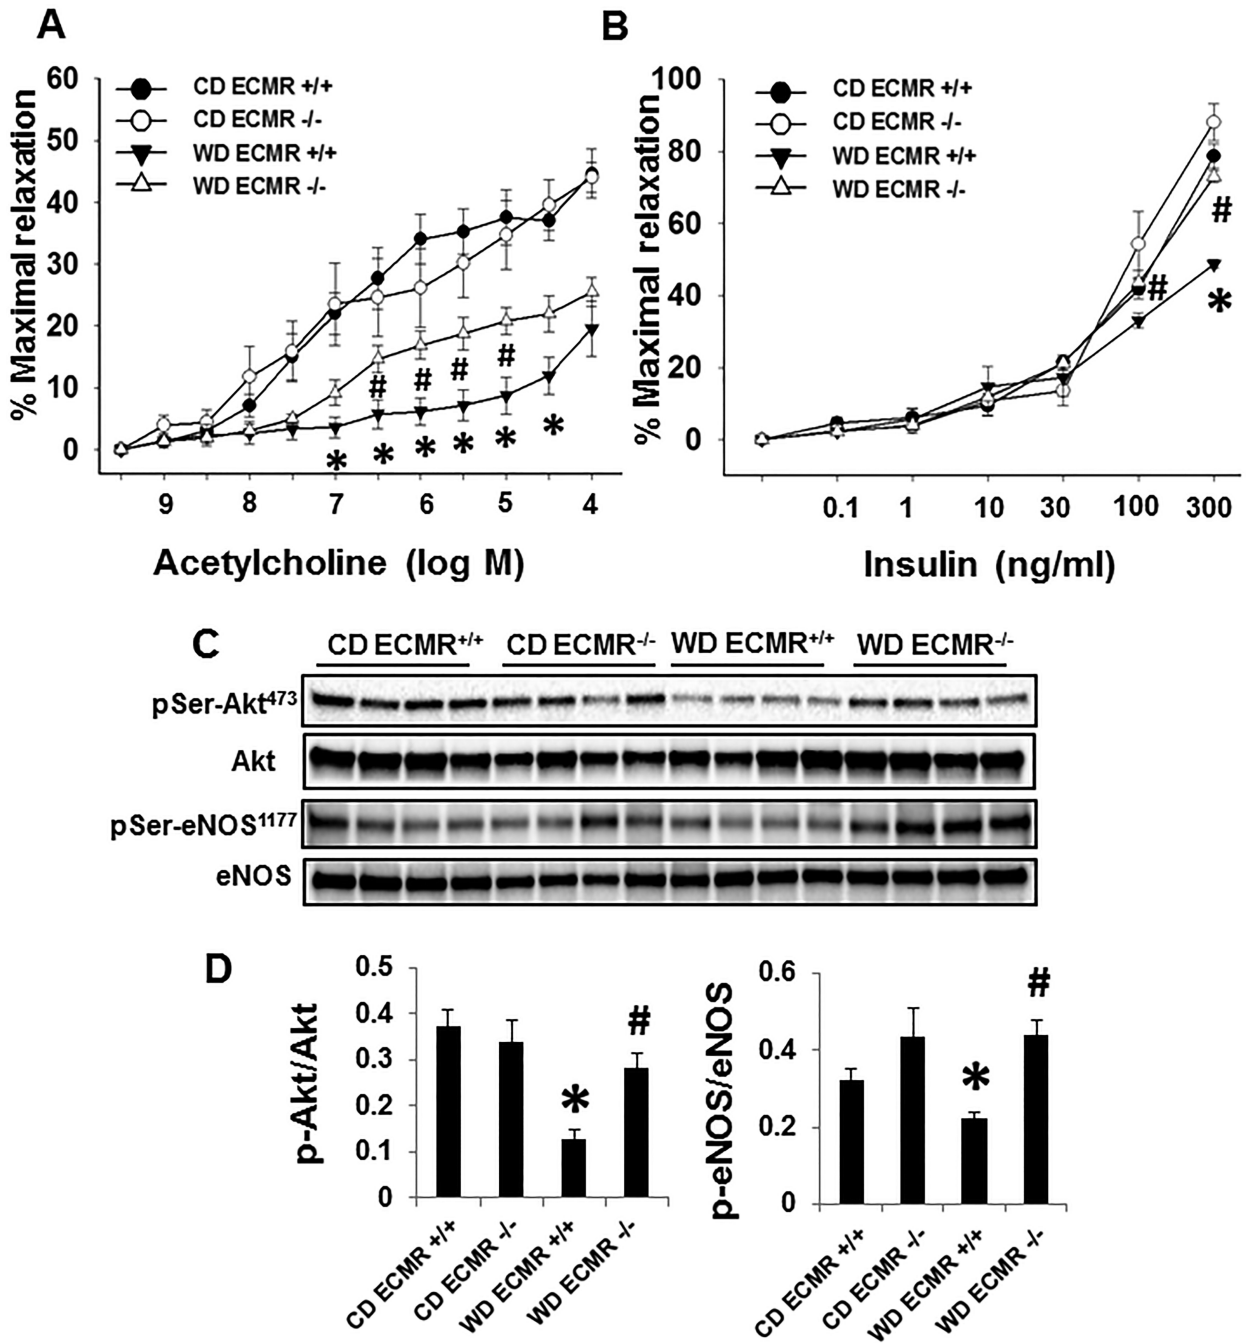 A
% Maximal relaxation
60
50
40
30
20
10
0
CD ECMR +/+
CD ECMR -/-
WD ECMR +/+
WD ECMR -/-
# # # #
* * * * * *
9 8 7 6 5 4
Acetylcholine (log M)
B
% Maximal relaxation
100
80
60
40
20
0
CD ECMR +/+
CD ECMR -/-
WD ECMR +/+
WD ECMR -/-
#
#
*
0.1 1 10 30 100 300
Insulin (ng/ml)
C
CD ECMR+/+ CD ECMR-/- WD ECMR+/+ WD ECMR-/-
pSer-Akt473
Akt
pSer-eNOS1177
eNOS
D
p-Akt/Akt
0.5
0.4
0.3
0.2
0.1
0
*
#
CD ECMR +/+
CD ECMR -/-
WD ECMR +/+
WD ECMR -/-
p-eNOS/eNOS
0.6
0.4
0.2
0
*
#
CD ECMR +/+
CD ECMR -/-
WD ECMR +/+
WD ECMR -/-